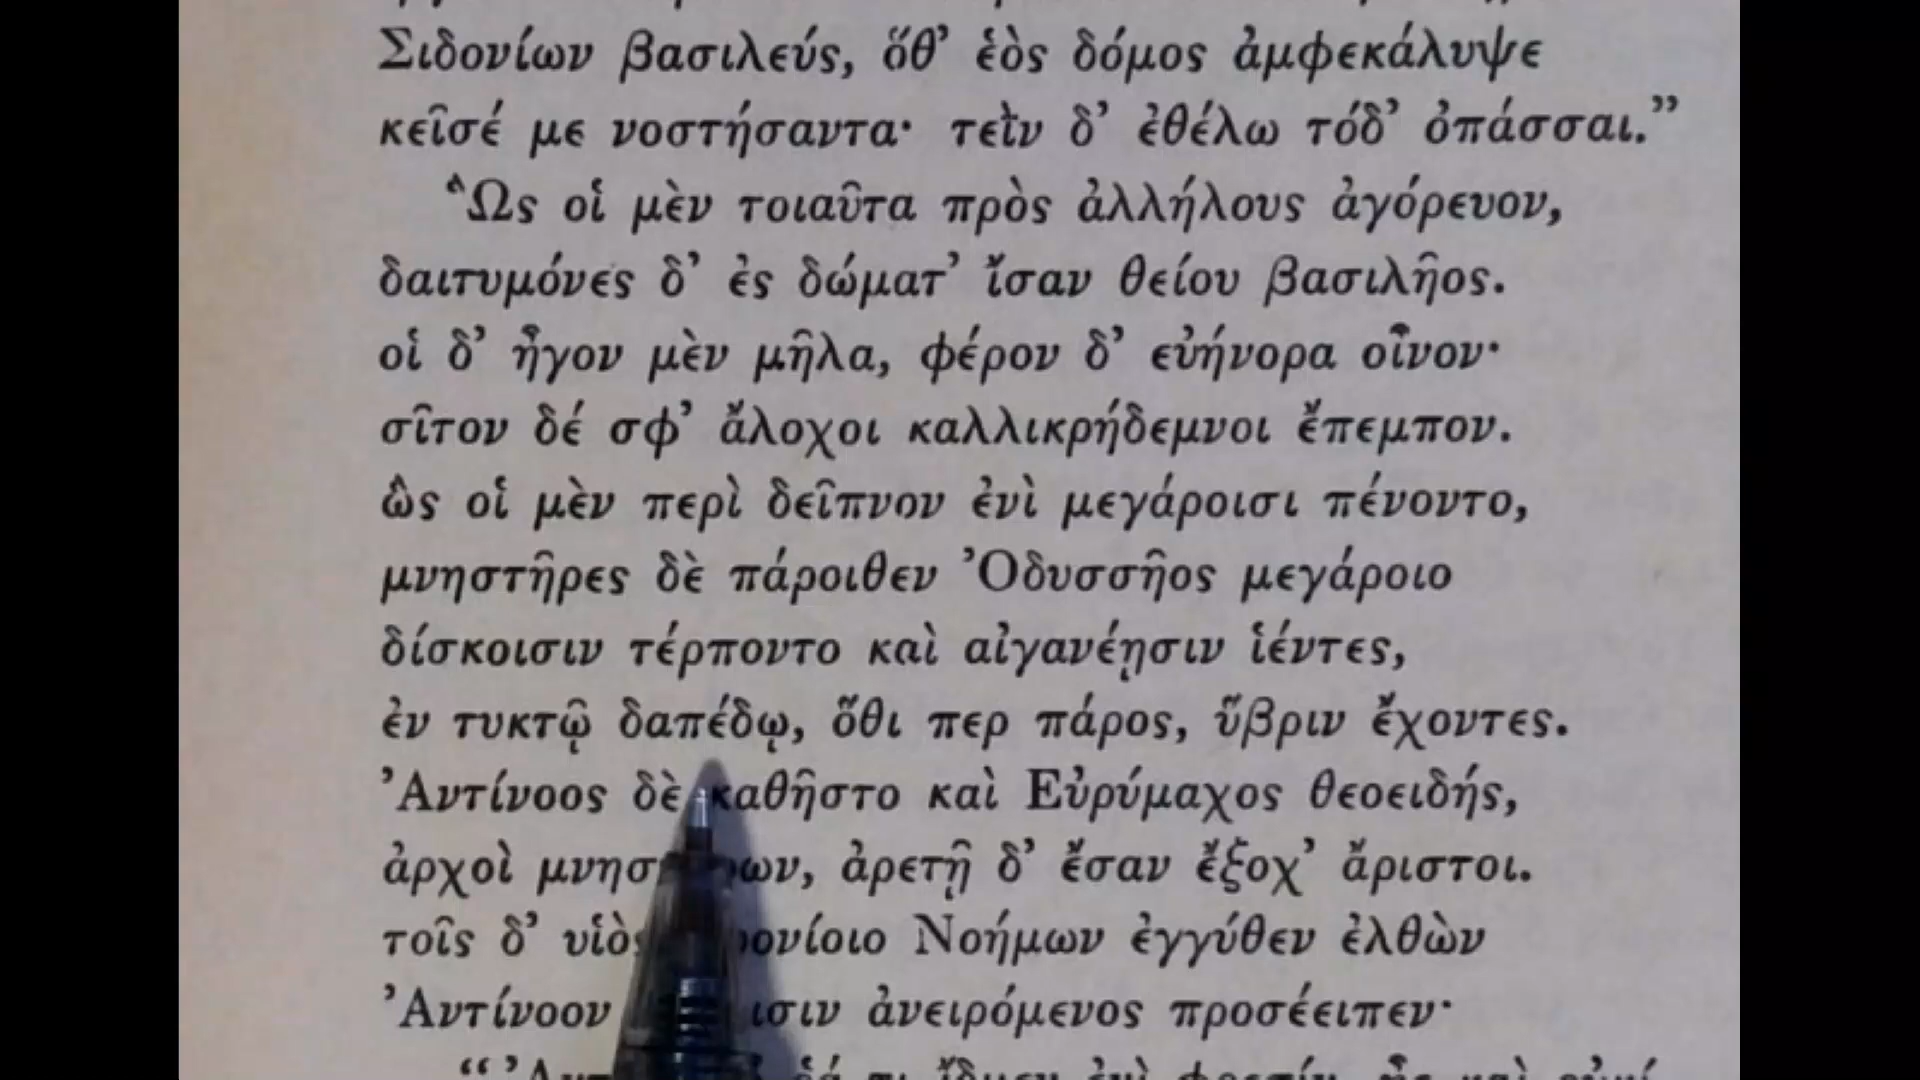 Σιδονίων βασιλεύς, ὅθ’ ἑὸς δόμος ἀμφεκάλυψε
κεῖσέ με νοστήσαντα· τεῒν δ’ ἐθέλω τόδ’ ὀπάσσαι.”
Ὣς οἱ μὲν τοιαῦτα πρὸς ἀλλήλους ἀγόρευον,
δαιτυμόνες δ’ ἐς δώματ’ ἴσαν θείου βασιλῆος.
οἱ δ’ ἦγον μὲν μῆλα, φέρον δ’ εὐήνορα οἶνον·
σῖτον δέ σφ’ ἄλοχοι καλλικρήδεμνοι ἔπεμπον.
ὣς οἱ μὲν περὶ δεῖπνον ἐνὶ μεγάροισι πένοντο,
μνηστῆρες δὲ πάροιθεν Ὀδυσσῆος μεγάροιο
δίσκοισιν τέρποντο καὶ αἰγανέῃσιν ἱέντες,
ἐν τυκτῷ δαπέδῳ, ὅθι περ πάρος, ὕβριν ἔχοντες.
Ἀντίνοος δὲ καθῆστο καὶ Εὐρύμαχος θεοειδής,
ἀρχοὶ ἀρετῇ δ’ ἔσαν ἔξοχ’ ἄριστοι.
τοῖς δ’ υἱὸς Νοήμων ἐγγύθεν ἐλθὼν
Ἀντίνοον ἀνειρόμενος προσέειπεν·